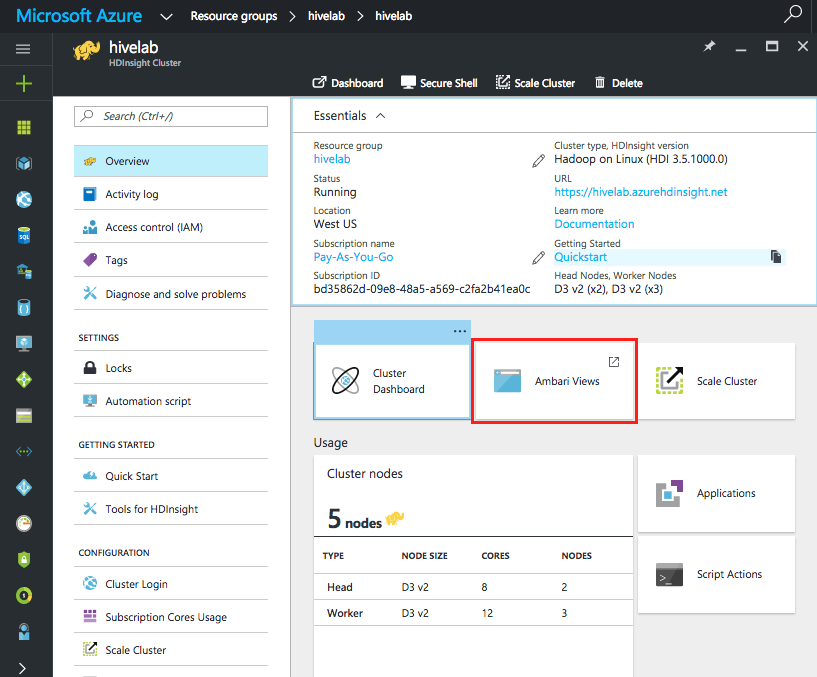 Microsoft Azure Resource groups > hivelab > hivelab
hivelab
HDInsight Cluster
Dashboard Secure Shell Scale Cluster Delete
Search (Ctrl+/)
Overview
Activity log
Access control (IAM)
Tags
Diagnose and solve problems
SETTINGS
Locks
Automation script
GETTING STARTED
Quick Start
Tools for HDInsight
CONFIGURATION
Cluster Login
Subscription Cores Usage
Scale Cluster
Essentials
Resource group
hivelab
Status
Running
Location
West US
Subscription name
Pay-As-You-Go
Subscription ID
bd35862d-09e8-48a5-a569-c2fa2b41ea0c
Cluster type, HDInsight version
Hadoop on Linux (HDI 3.5.1000.0)
URL
https://hivelab.azurehdinsight.net
Learn more
Documentation
Getting Started
Quickstart
Head Nodes, Worker Nodes
D3 v2 (x2), D3 v2 (x3)
...
Cluster
Dashboard
Ambari Views
Scale Cluster
Usage
Cluster nodes
5 nodes
TYPE NODE SIZE CORES NODES
Head D3 v2 8 2
Worker D3 v2 12 3
Applications
Script Actions
SQL